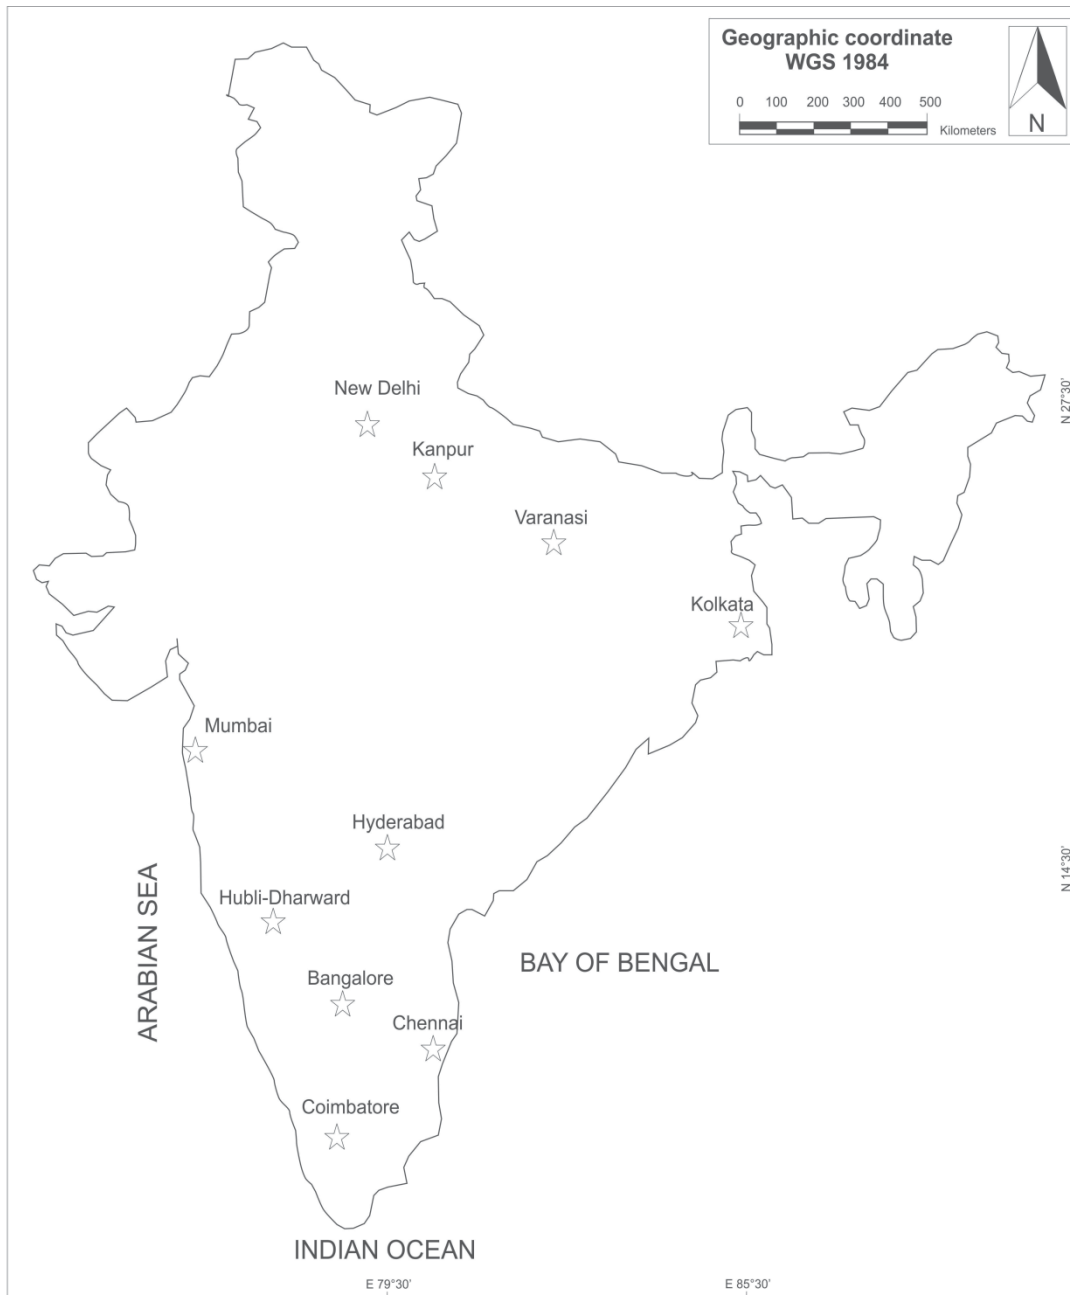 Geographic coordinate
WGS 1984
0 100 200 300 400 500
Kilometers
N
New Delhi
N 27°30'
Kanpur
Varanasi
Kolkata
Mumbai
Hyderabad
N 14°30'
Hubli-Dharward
ARABIAN SEA
BAY OF BENGAL
Bangalore
Chennai
Coimbatore
INDIAN OCEAN
E 79°30'
E 85°30'